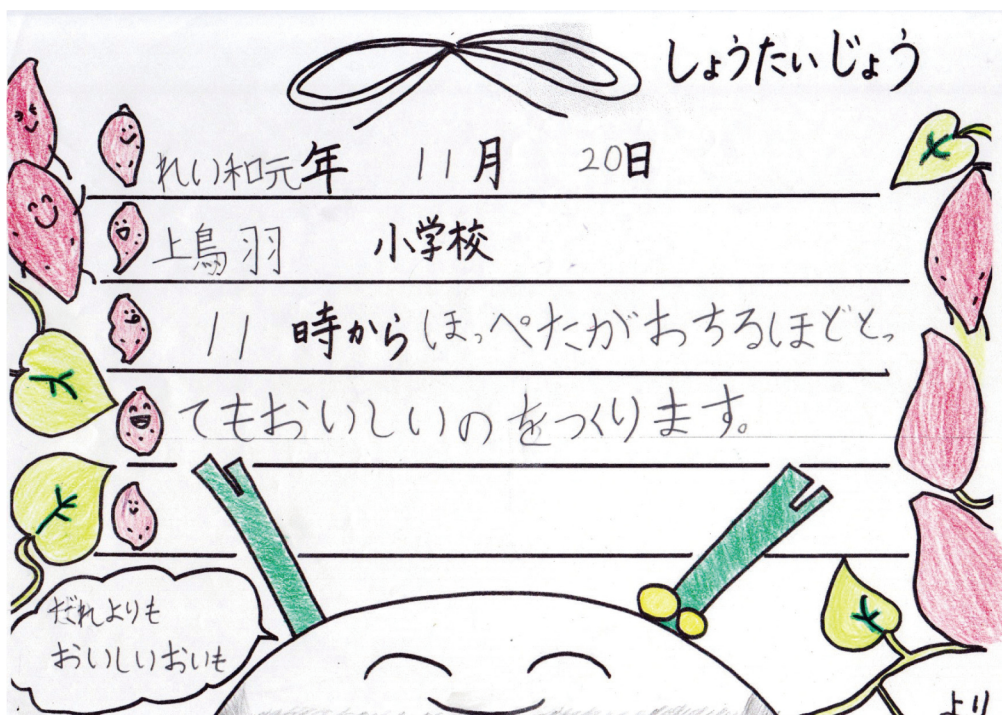 しょうたいじょう
れい和元年 11月 20日
上鳥羽 小学校
11 時から ほっぺたがおちるほどとっ
てもおいしいのをつくります。
だれよりも
おいしいおいも
より